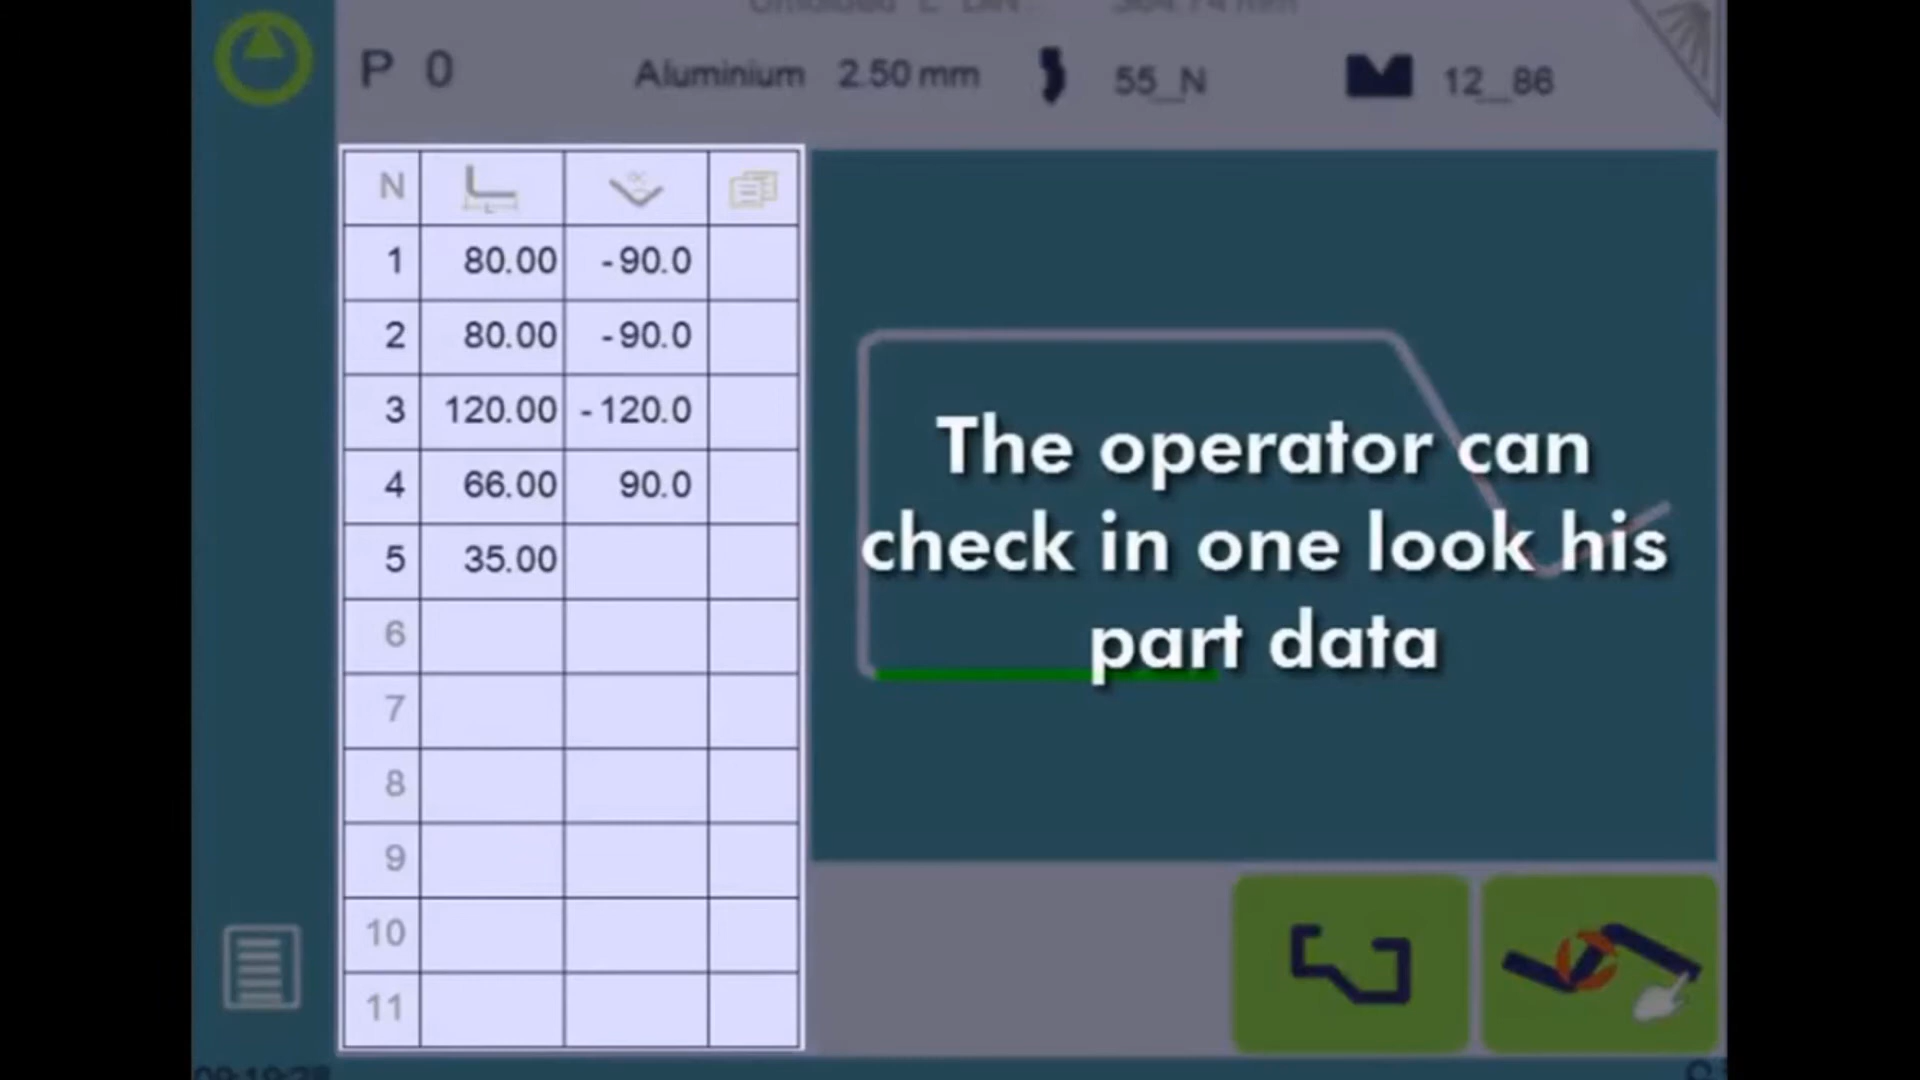 P 0
Aluminium 2.50 mm 55_N 12_86
N
1 80.00 -90.0
2 80.00 -90.0
3 120.00 -120.0
4 66.00 90.0
5 35.00
6
7
8
9
10
11
The operator can
check in one look his
part data